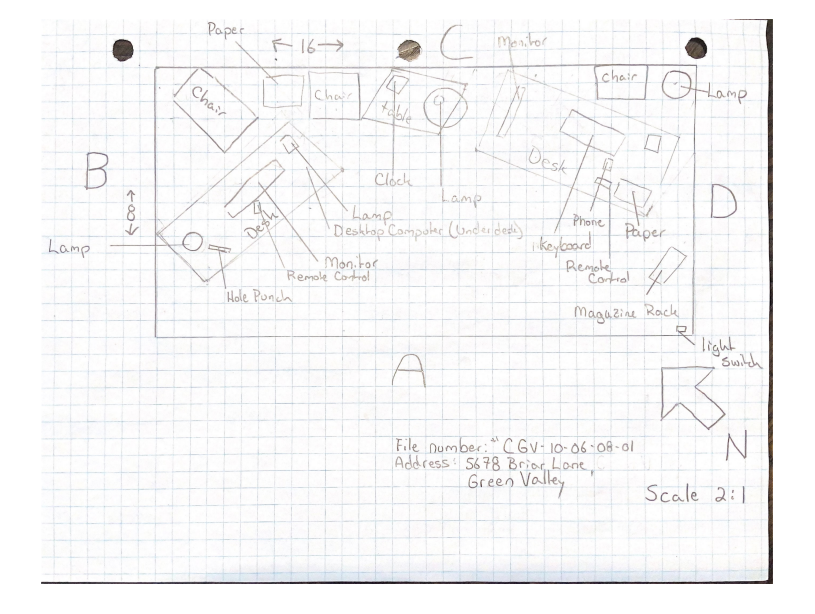 Paper
16
C
Monitor
Chair
Lamp
Chair
Chair
table
Desk
B
8
Clock
Lamp
D
Lamp
Desktop Computer (Under desk)
Phone
Paper
Keyboard
Lamp
Desk
Monitor
Remote Control
Remote
Control
Hole Punch
Magazine Rack
light
Switch
A
File number: " CGV-10-06-08-01
Address: 5678 Briar Lane,
Green Valley
N
Scale 2:1